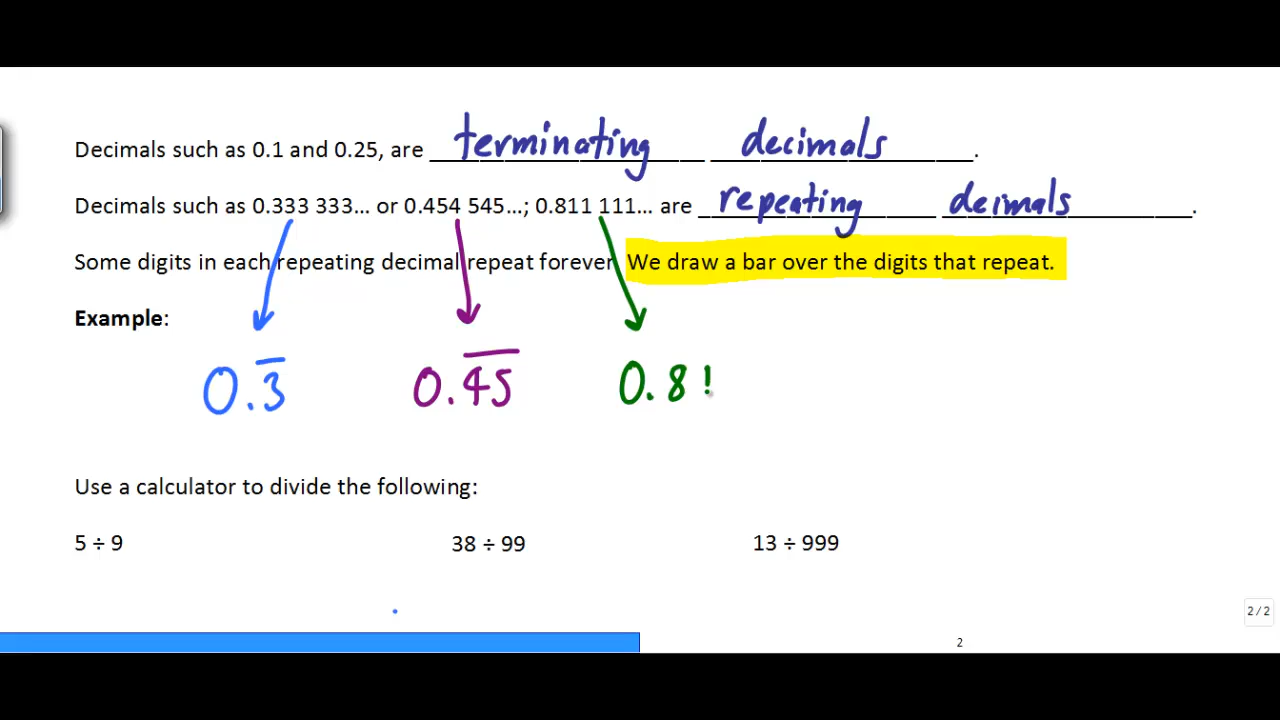 Decimals such as 0.1 and 0.25, are terminating decimals.
Decimals such as 0.333 333... or 0.454 545...; 0.811 111... are repeating deimals.
Some digits in each repeating decimal repeat forever. We draw a bar over the digits that repeat.
Example:
0.3̅ 0.4̅5̅ 0.8!
Use a calculator to divide the following:
5 ÷ 9 38 ÷ 99 13 ÷ 999
2/2
2